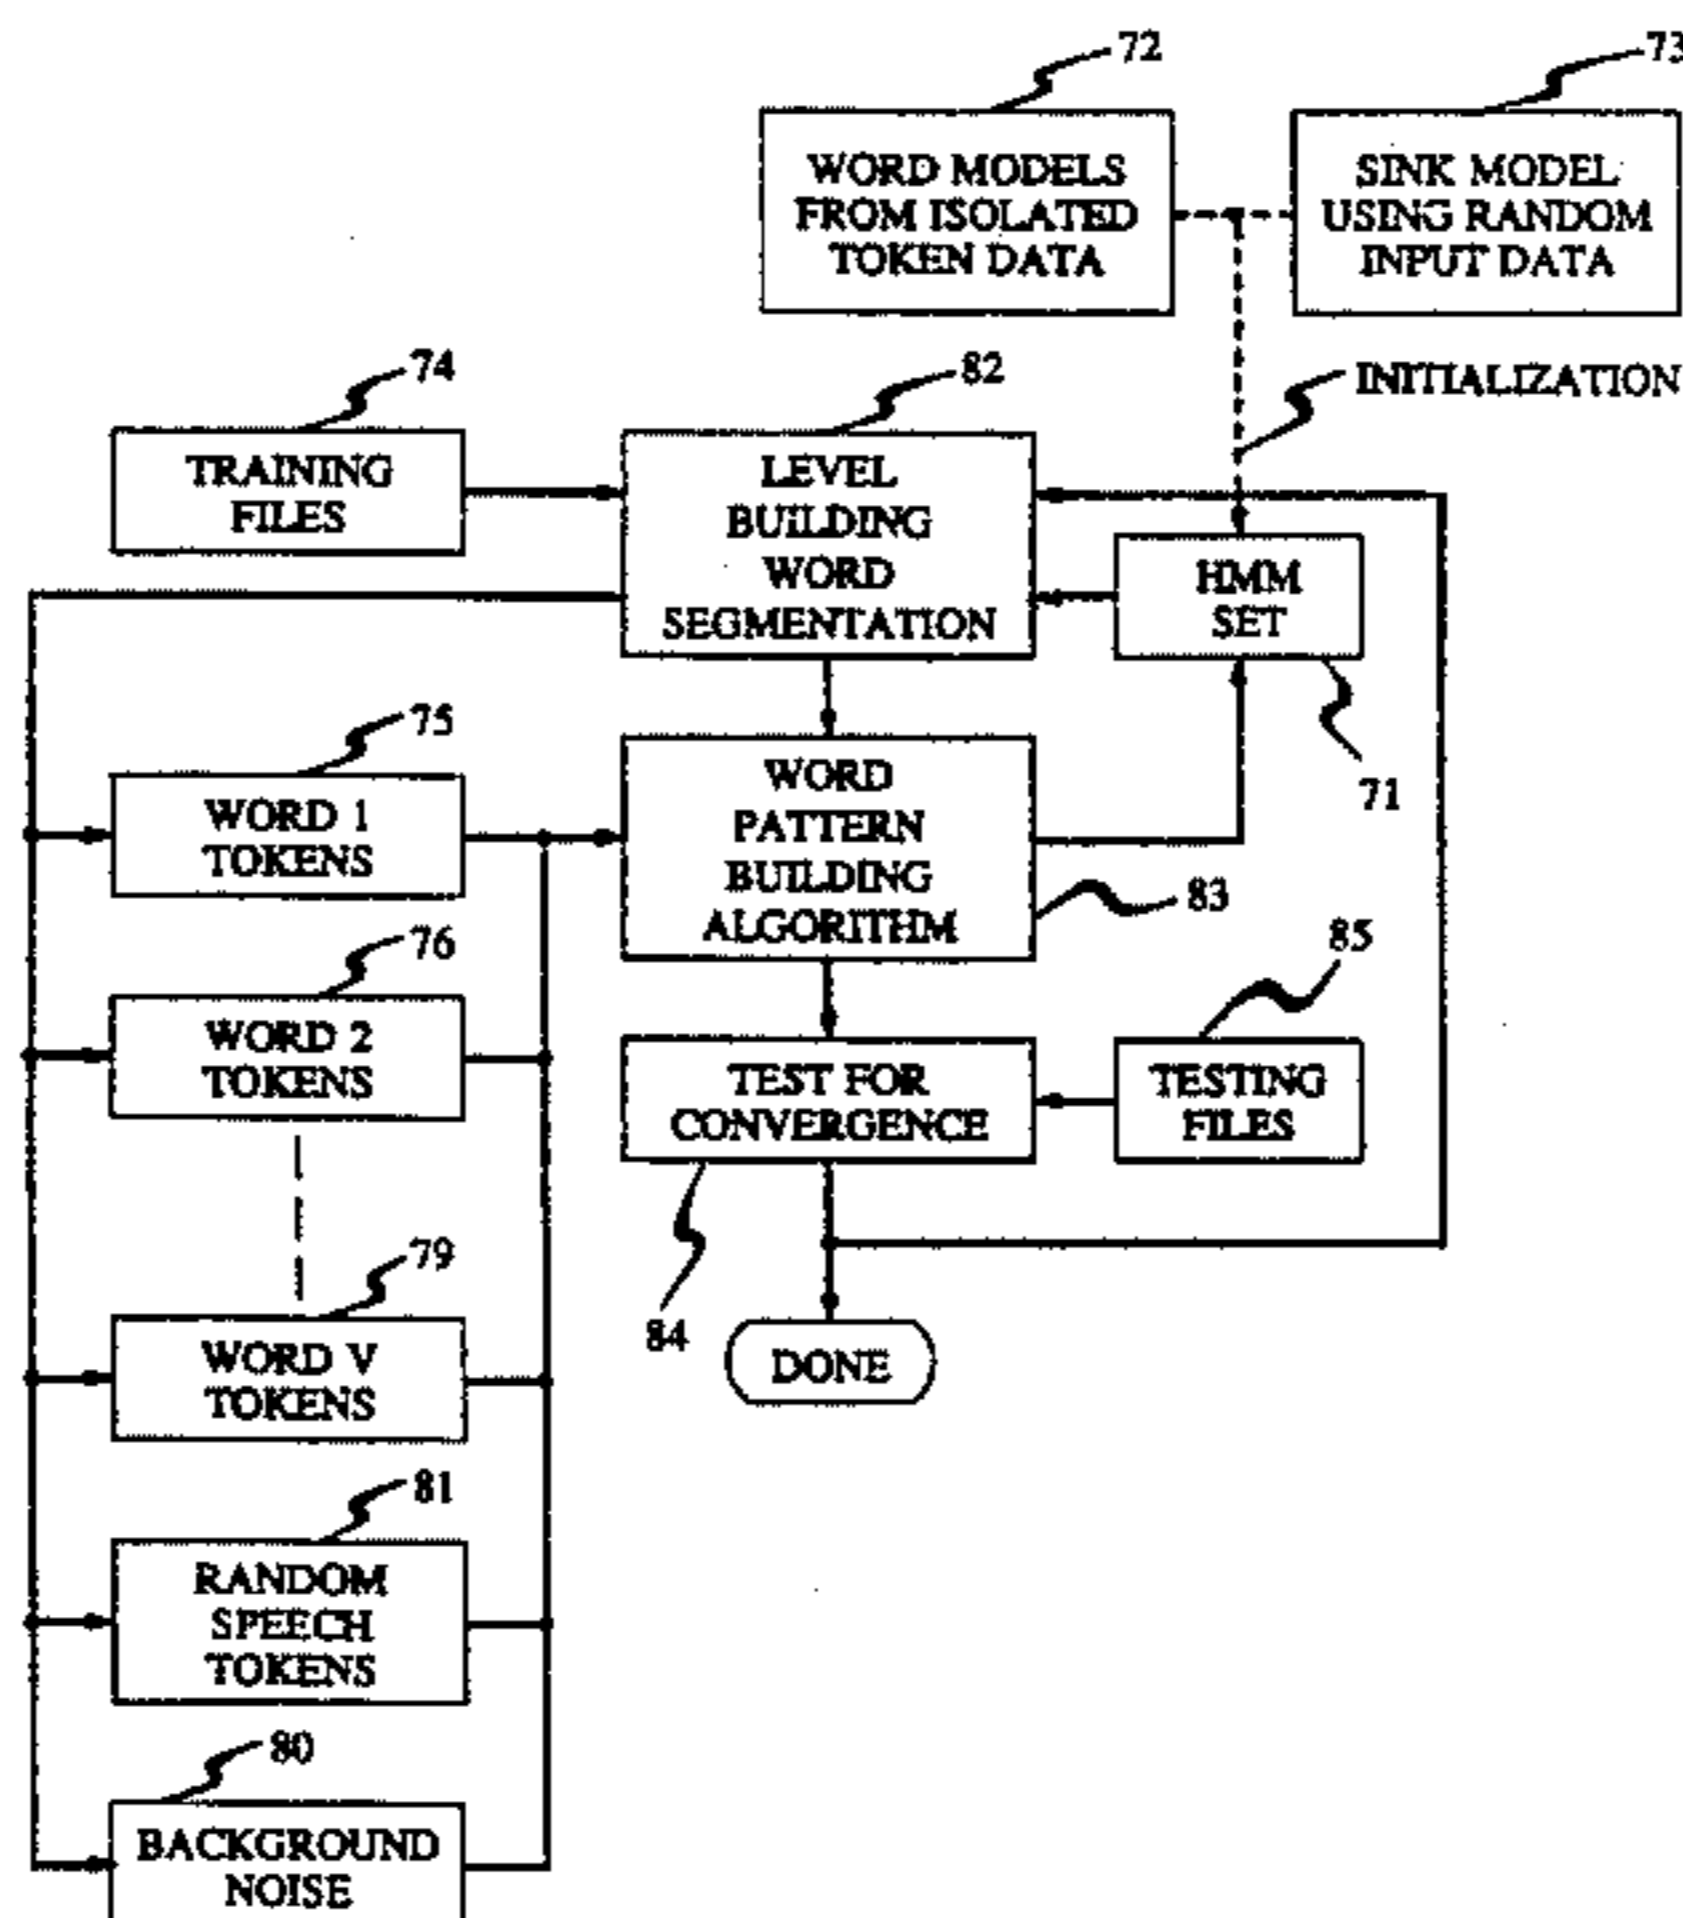 72
73
WORD MODELS
FROM ISOLATED
TOKEN DATA
SINK MODEL
USING RANDOM
INPUT DATA
INITIALIZATION
74
TRAINING
FILES
82
LEVEL
BUILDING
WORD
SEGMENTATION
HMM
SET
71
75
WORD 1
TOKENS
WORD
PATTERN
BUILDING
ALGORITHM
83
76
WORD 2
TOKENS
85
TEST FOR
CONVERGENCE
TESTING
FILES
84
DONE
79
WORD V
TOKENS
81
RANDOM
SPEECH
TOKENS
80
BACKGROUND
NOISE